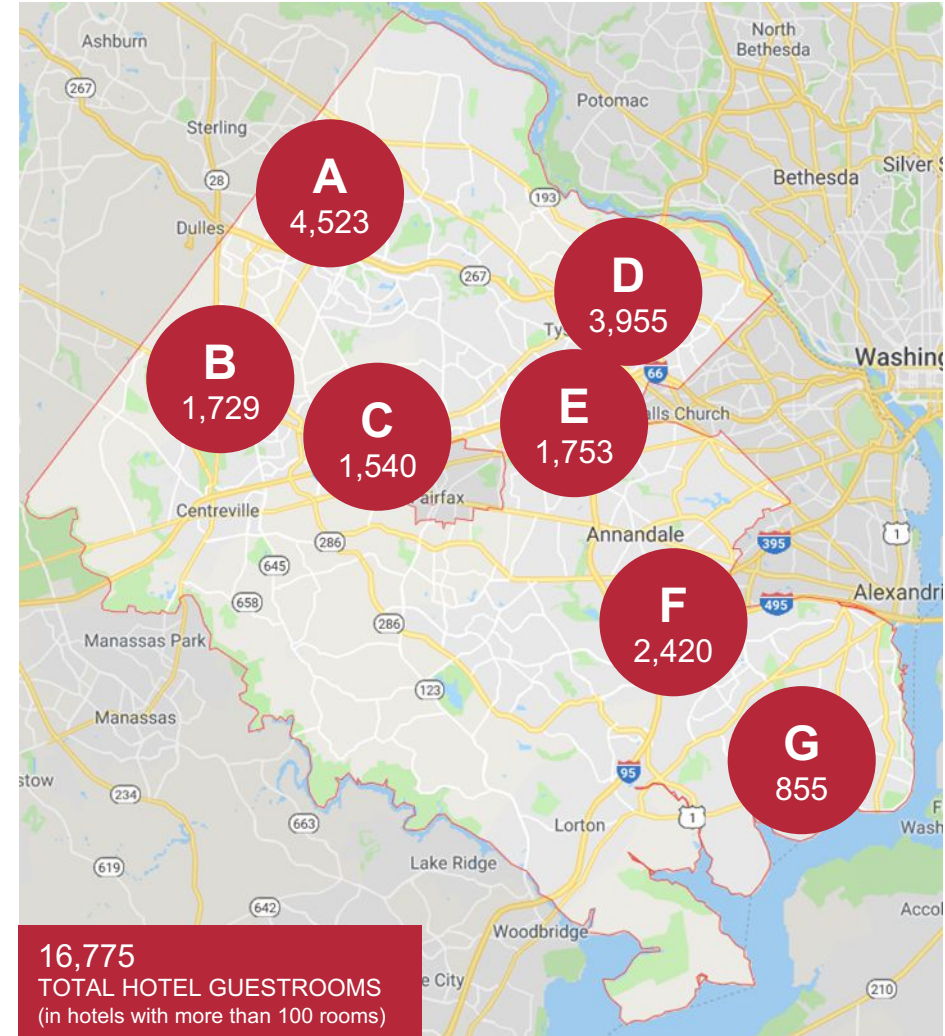 Ashburn
North
Bethesda
267
Potomac
Sterling
Silver S
Bethesda
28
A
4,523
193
Dulles
267
D
3,955
Tys
B
1,729
66
Washing
C
1,540
E
1,753
alls Church
Fairfax
Centreville
286
Annandale
395
1
645
658
286
F
2,420
495
Alexandri
Manassas Park
123
Manassas
G
855
95
stow
234
663
Lorton
1
F
Wash
619
Lake Ridge
642
Accol
Woodbridge
16,775
TOTAL HOTEL GUESTROOMS
(in hotels with more than 100 rooms)
e City
210